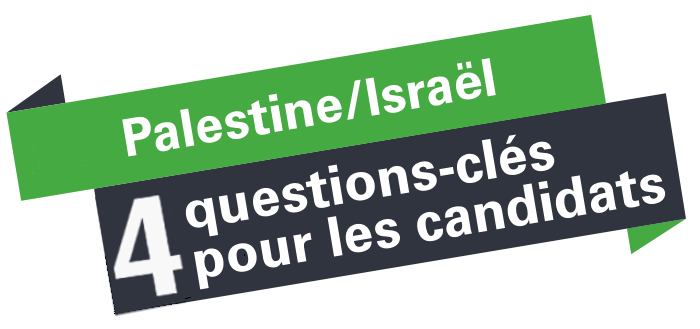 Palestine/Israël
4 questions-clés
pour les candidats